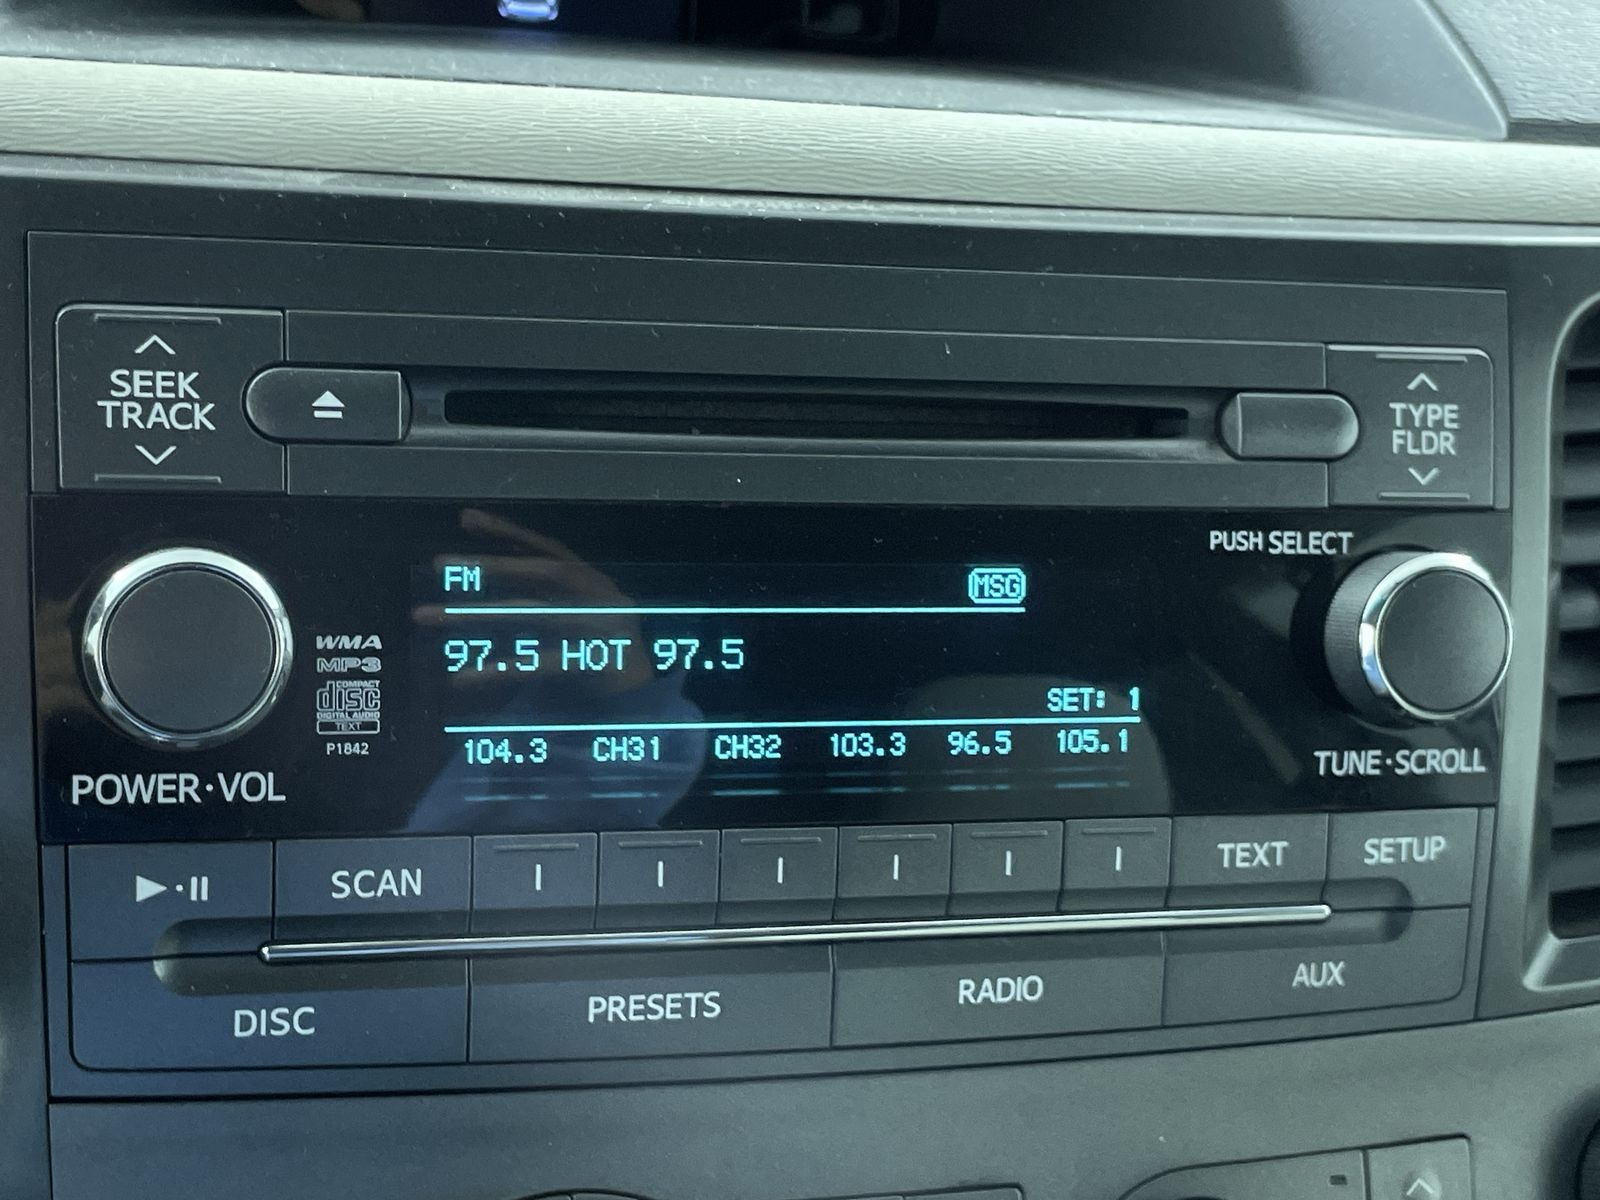 SEEK
TRACK
TYPE
FLDR
PUSH SELECT
FM MSG
97.5 HOT 97.5
SET: 1
104.3 CH31 CH32 103.3 96.5 105.1
WMA
MP3
COMPACT
disc
DIGITAL AUDIO
TEXT
P1842
POWER·VOL
TUNE·SCROLL
SCAN
TEXT
SETUP
DISC
PRESETS
RADIO
AUX